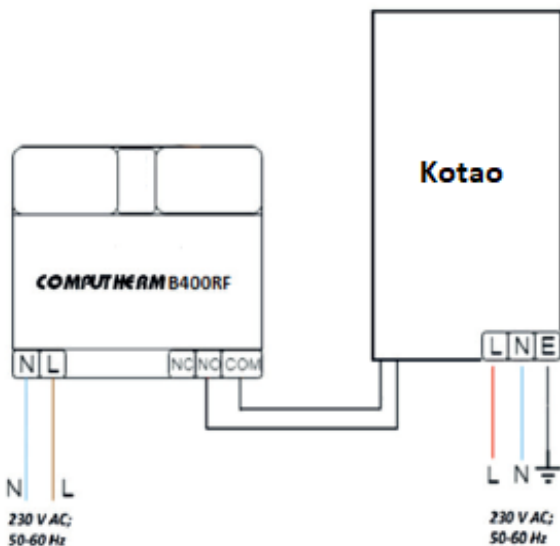 Kotao
COMPUTHERM B400RF
N L NC NO COM
L N E
N L
L N
230 V AC;
50-60 Hz
230 V AC;
50-60 Hz